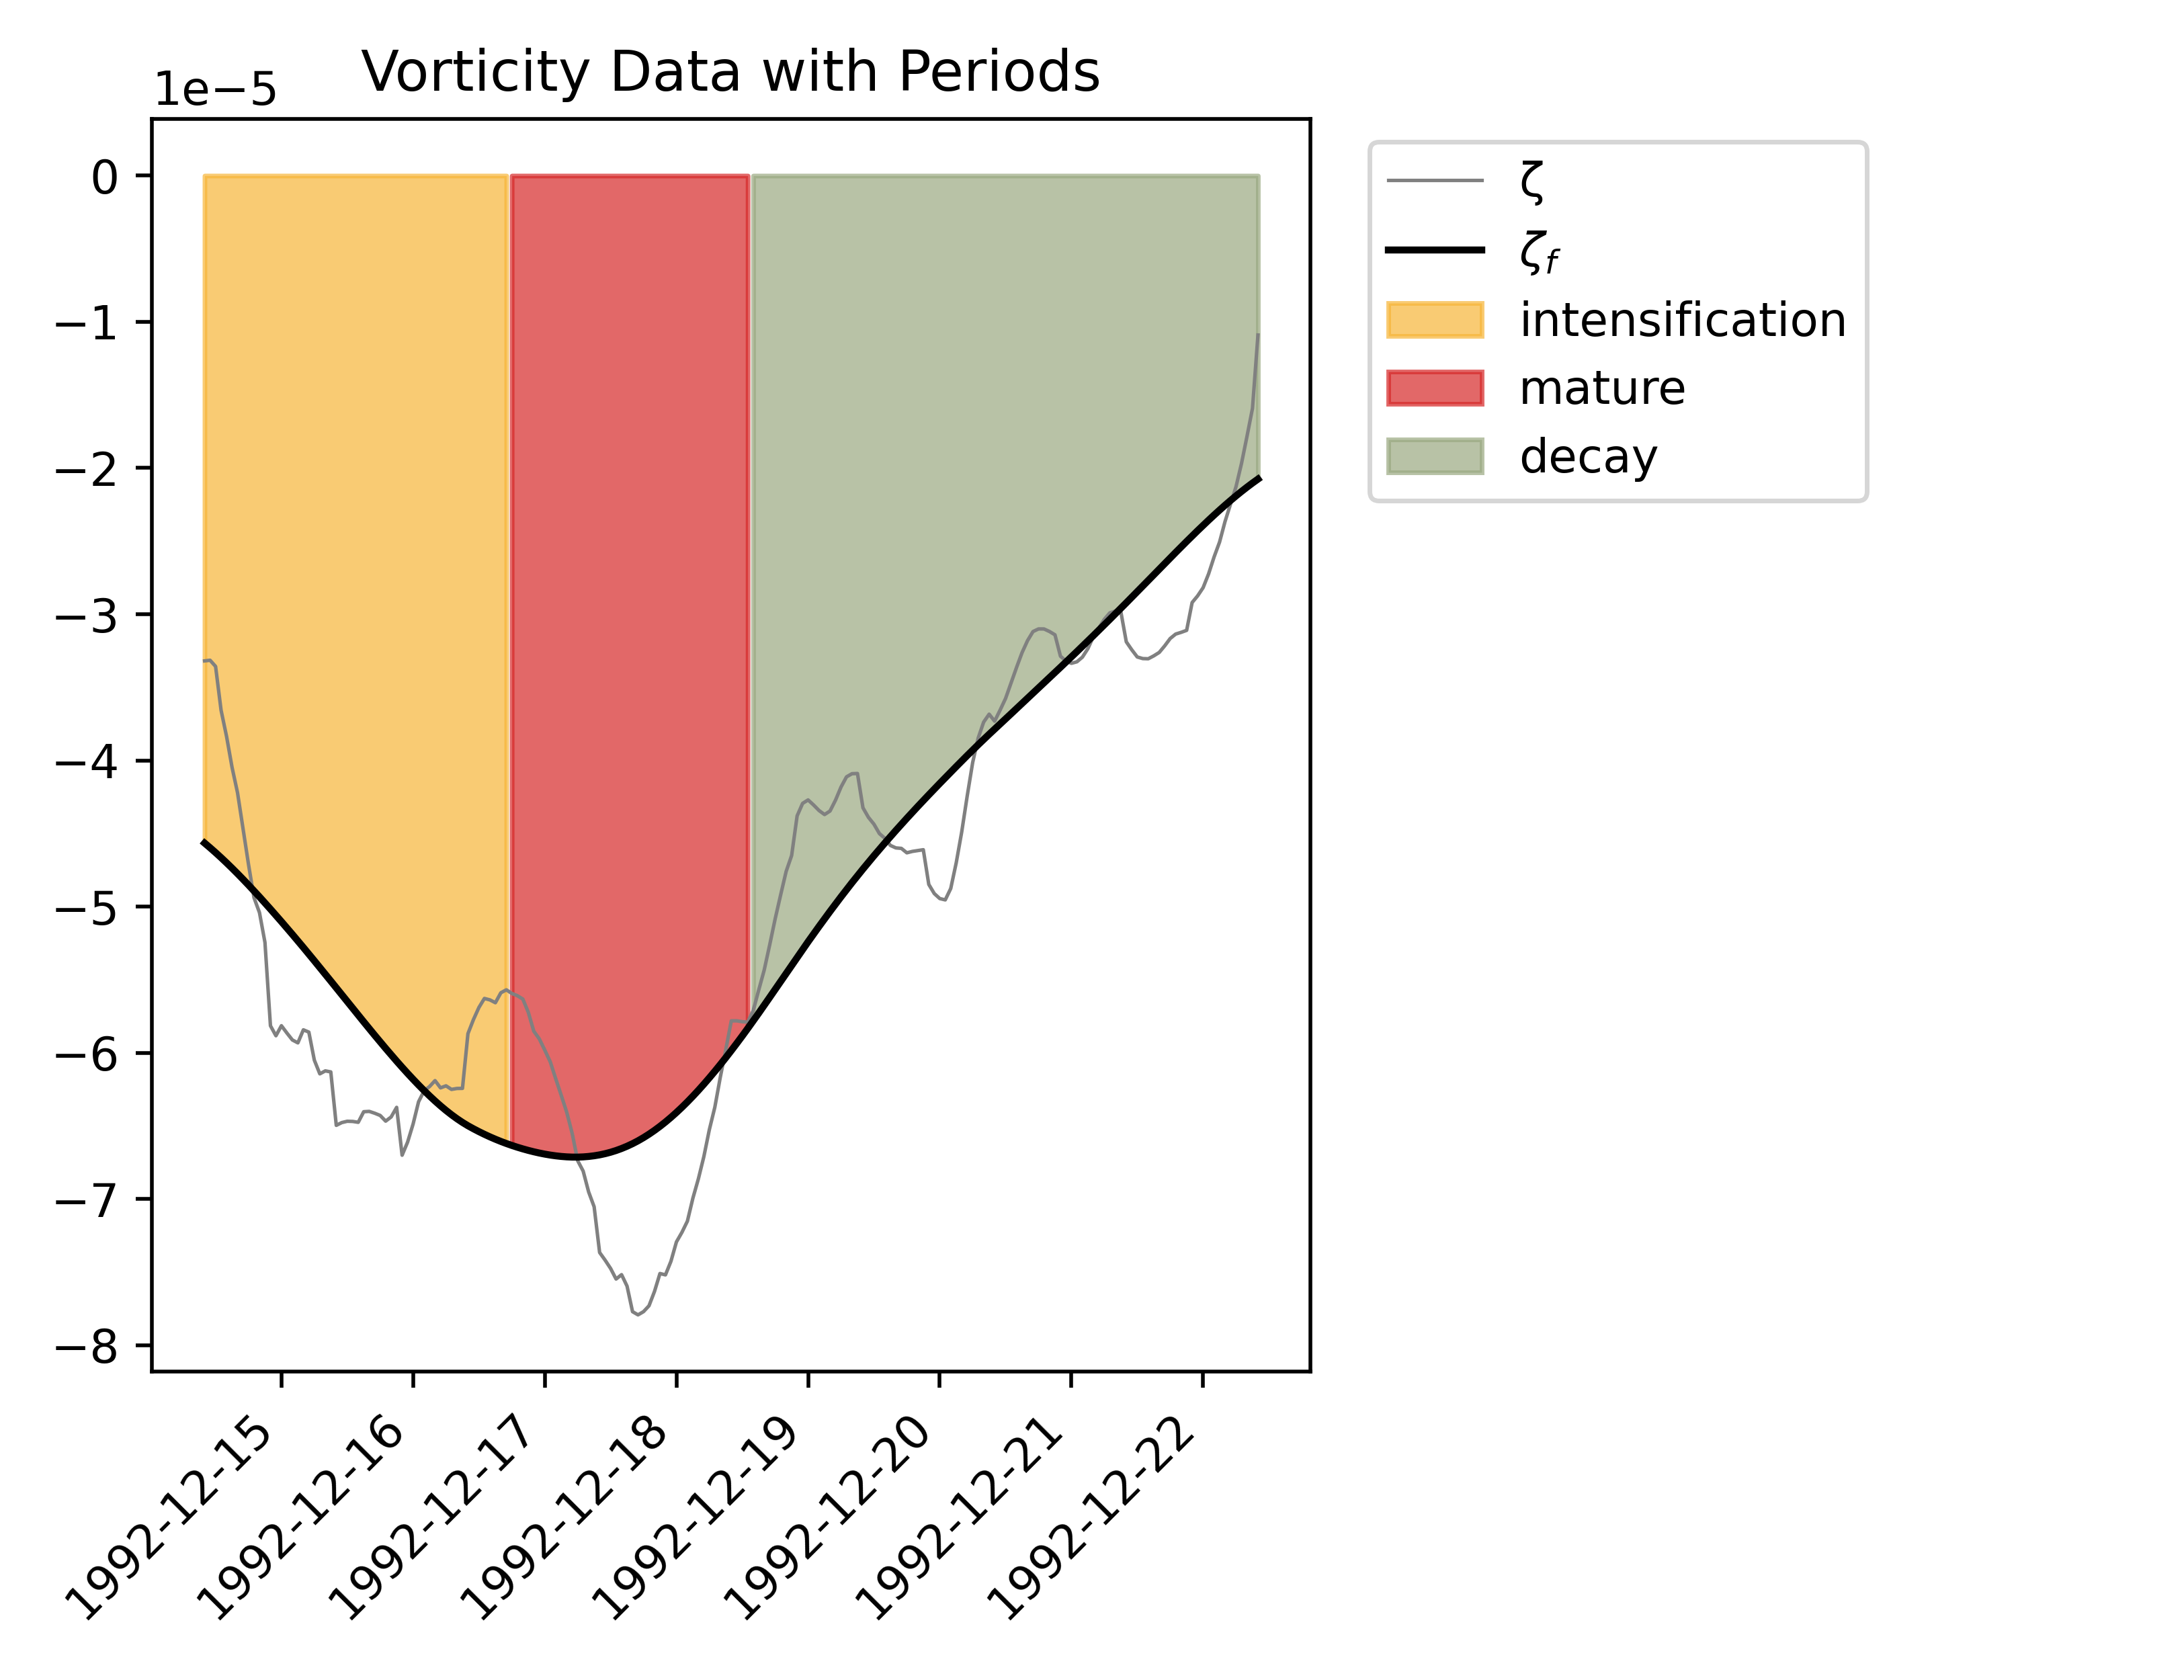 Vorticity Data with Periods
1e−5
0
−1
−2
−3
−4
−5
−6
−7
−8
1992-12-15
1992-12-16
1992-12-17
1992-12-18
1992-12-19
1992-12-20
1992-12-21
1992-12-22
ζ
ζf
intensification
mature
decay